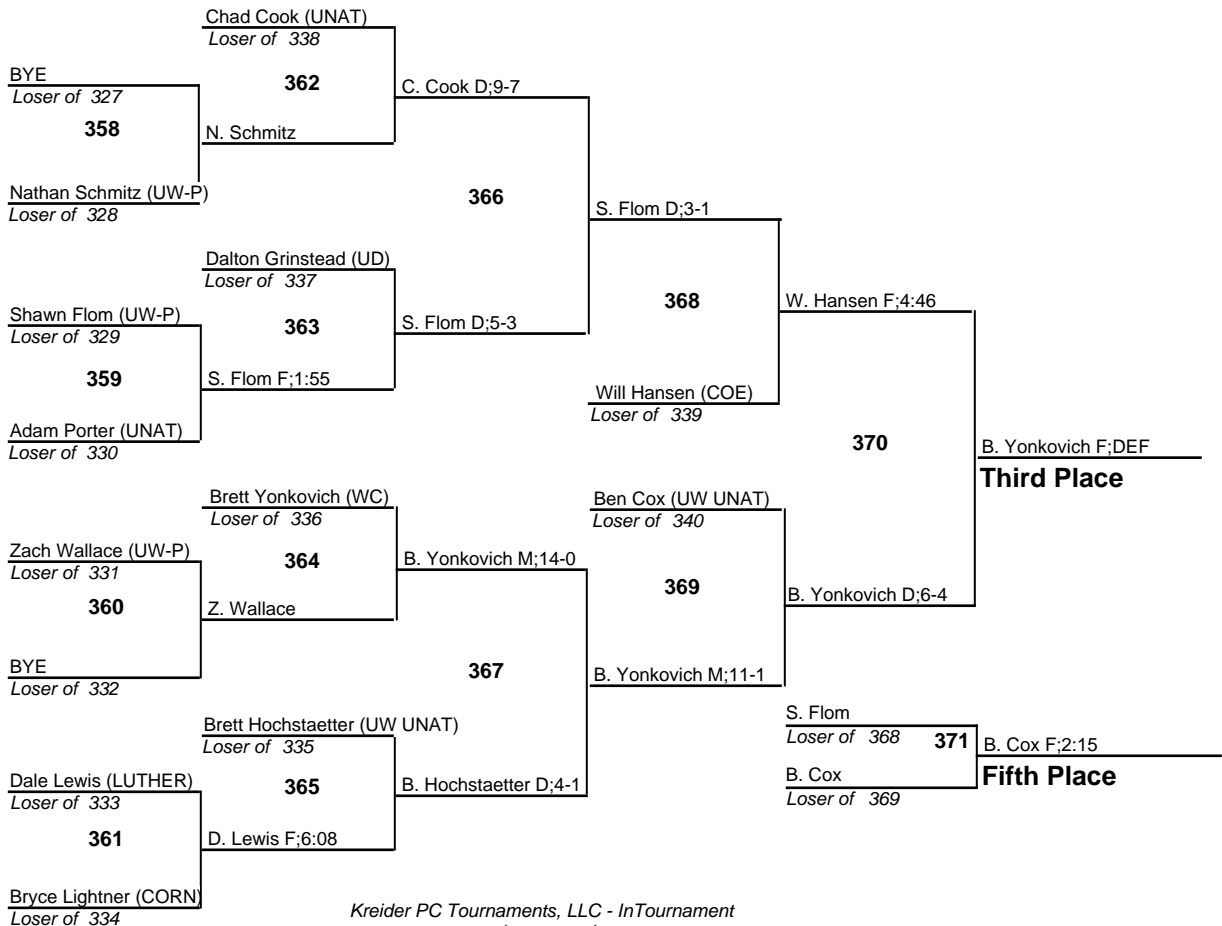 Chad Cook (UNAT)
Loser of 338
BYE
Loser of 327
362
C. Cook D;9-7
358
N. Schmitz
Nathan Schmitz (UW-P)
Loser of 328
366
S. Flom D;3-1
Dalton Grinstead (UD)
Loser of 337
Shawn Flom (UW-P)
Loser of 329
363
S. Flom D;5-3
368
W. Hansen F;4:46
359
S. Flom F;1:55
Will Hansen (COE)
Loser of 339
Adam Porter (UNAT)
Loser of 330
370
B. Yonkovich F;DEF
Third Place
Brett Yonkovich (WC)
Loser of 336
Ben Cox (UW UNAT)
Loser of 340
Zach Wallace (UW-P)
Loser of 331
364
B. Yonkovich M;14-0
369
B. Yonkovich D;6-4
360
Z. Wallace
BYE
Loser of 332
367
B. Yonkovich M;11-1
Brett Hochstaetter (UW UNAT)
Loser of 335
S. Flom
Loser of 368
371
B. Cox F;2:15
Fifth Place
B. Cox
Loser of 369
Dale Lewis (LUTHER)
Loser of 333
365
B. Hochstaetter D;4-1
361
D. Lewis F;6:08
Bryce Lightner (CORN)
Loser of 334
Kreider PC Tournaments, LLC - InTournament